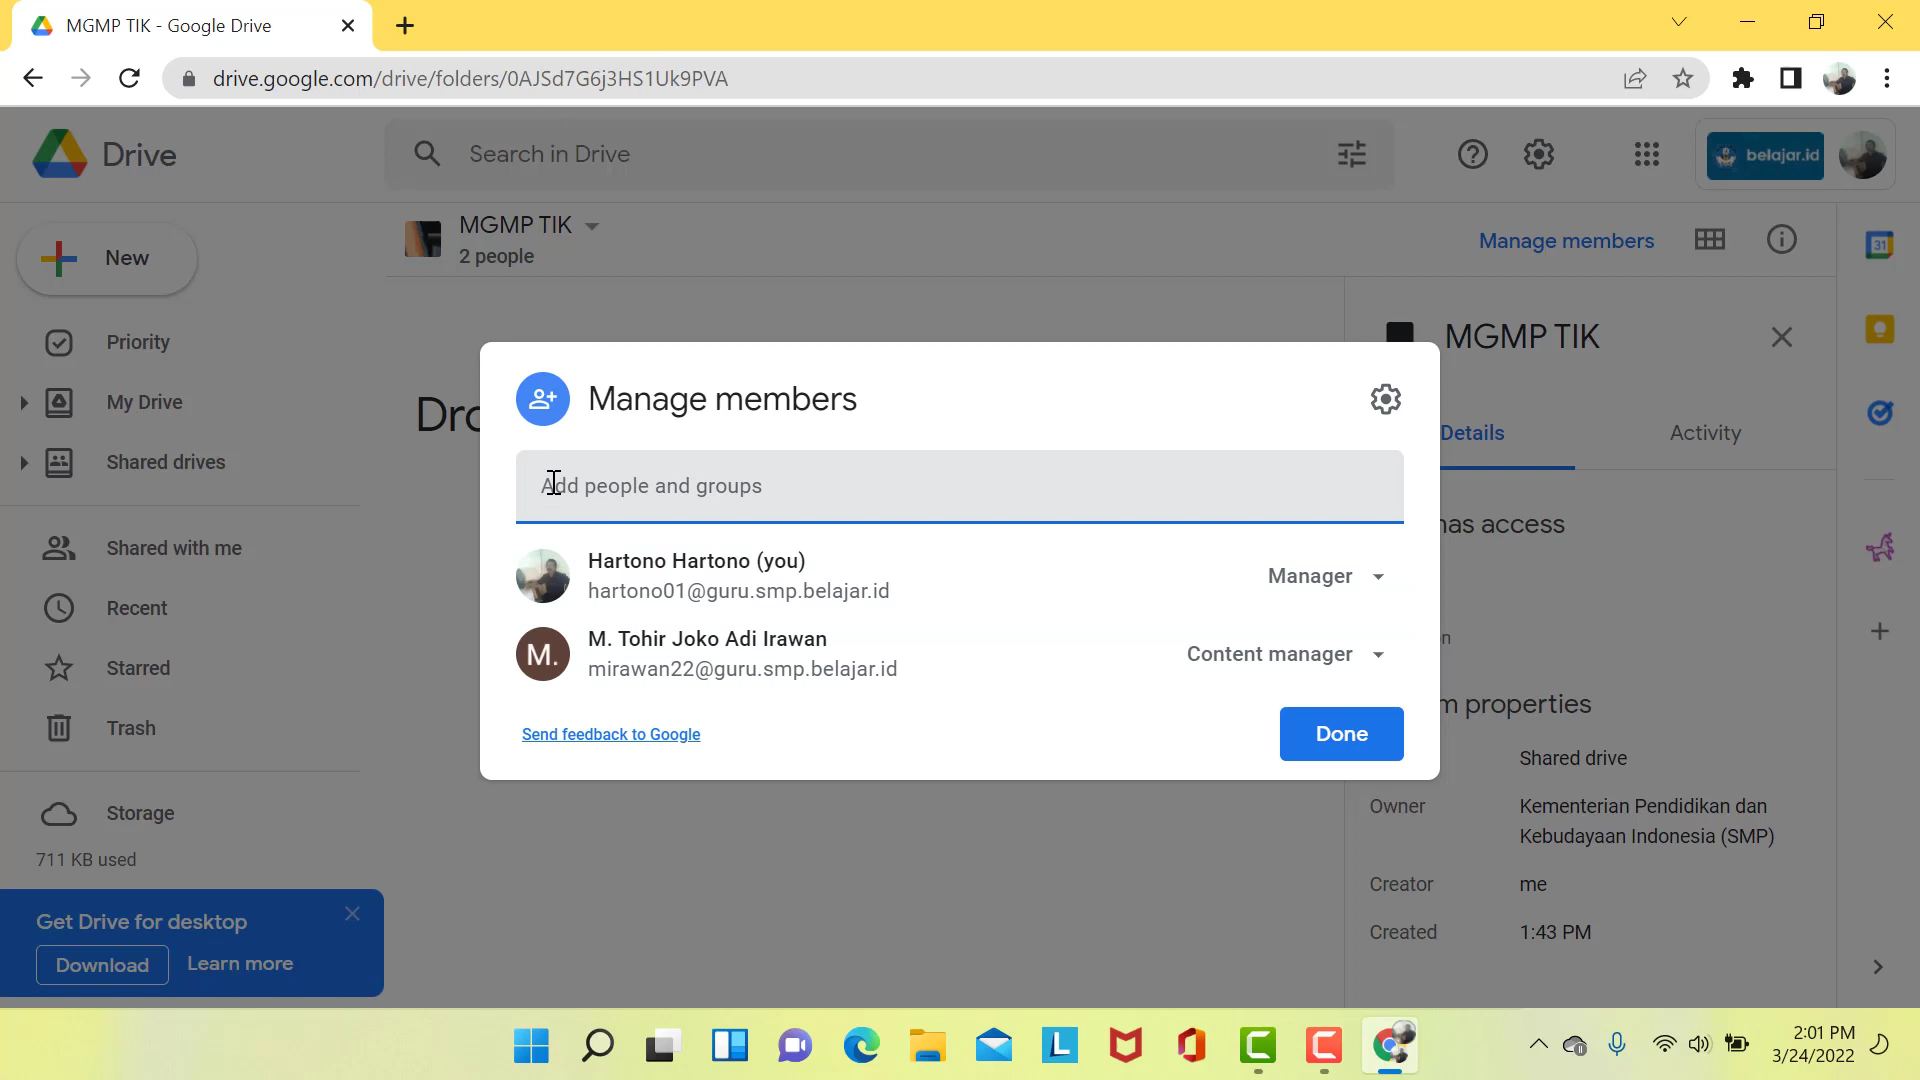 MGMP TIK - Google Drive
drive.google.com/drive/folders/0AJSd7G6j3HS1Uk9PVA
Drive
Search in Drive
belajar.id
New
MGMP TIK
2 people
Manage members
Priority
My Drive
Shared drives
Shared with me
Recent
Starred
Trash
Storage
711 KB used
Get Drive for desktop
Download
Learn more
Manage members
Add people and groups
Hartono Hartono (you)
hartono01@guru.smp.belajar.id
Manager
M. M. Tohir Joko Adi Irawan
mirawan22@guru.smp.belajar.id
Content manager
Send feedback to Google
Done
MGMP TIK
Details
Activity
has access
properties
Shared drive
Owner
Kementerian Pendidikan dan
Kebudayaan Indonesia (SMP)
Creator
me
Created
1:43 PM
31
2:01 PM
3/24/2022